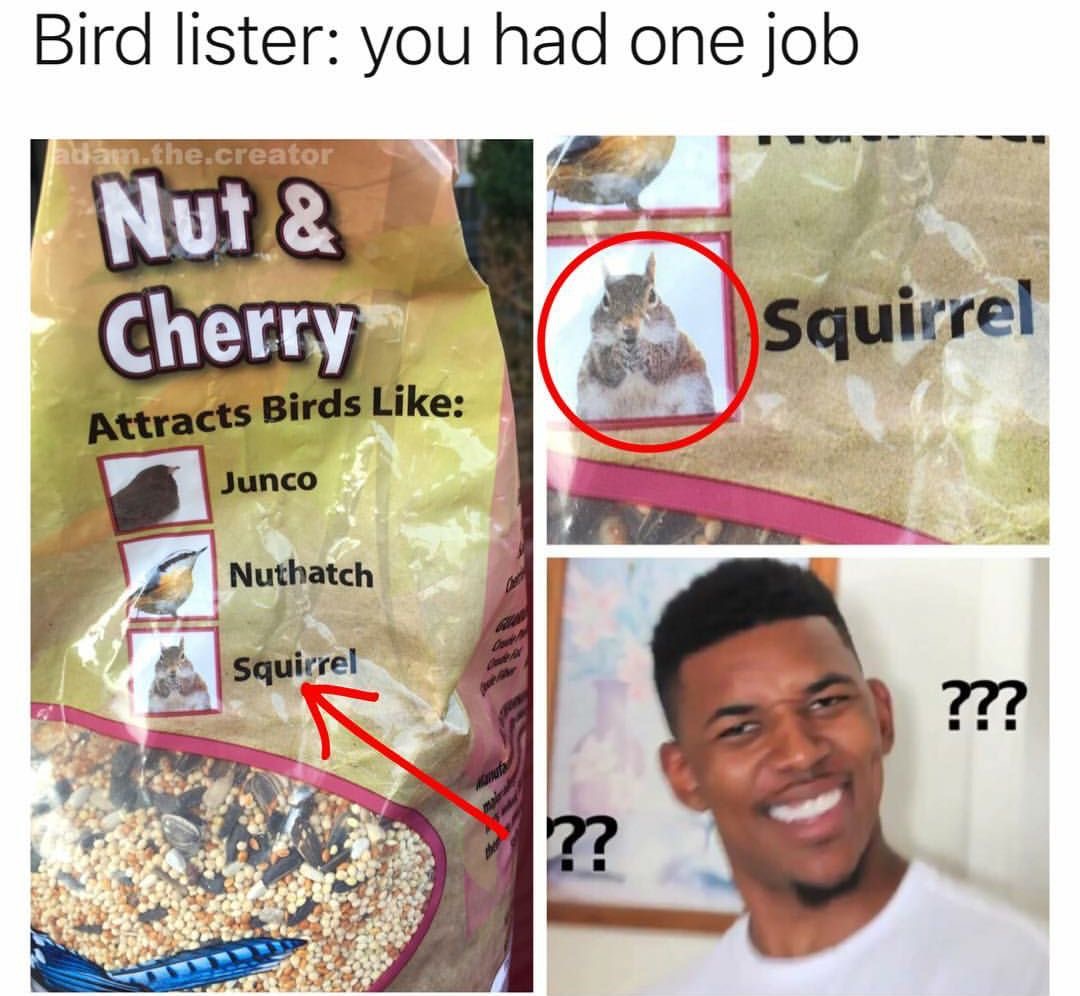 Bird lister: you had one job
adam.the.creator
Nut &
Cherry
Attracts Birds Like:
Junco
Nuthatch
Squirrel
Squirrel
???
??